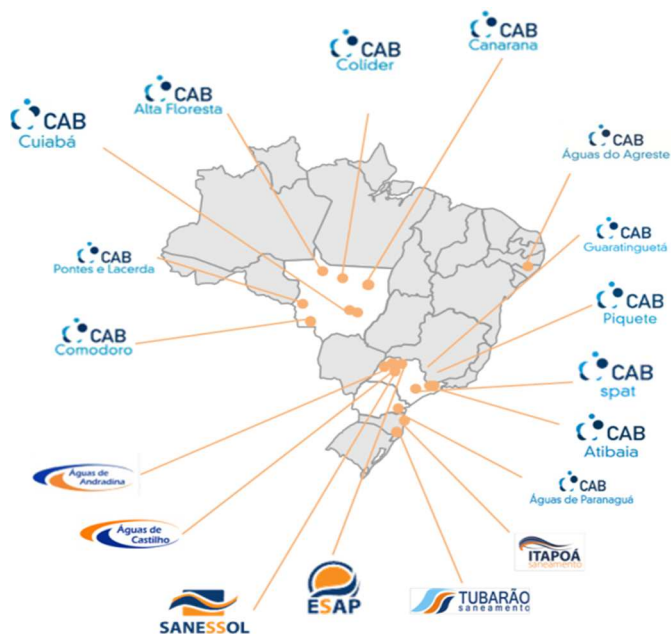 CAB
Canarana
CAB
Colíder
CAB
Alta Floresta
CAB
Cuiabá
CAB
Águas do Agreste
CAB
Guaratinguetá
CAB
Pontes e Lacerda
CAB
Piquete
CAB
Comodoro
CAB
spat
CAB
Atibaia
Águas de
Andradina
CAB
Águas de Paranaguá
Águas de
Castilho
ITAPOÁ
saneamento
SANESSOL
ESAP
TUBARÃO
saneamento